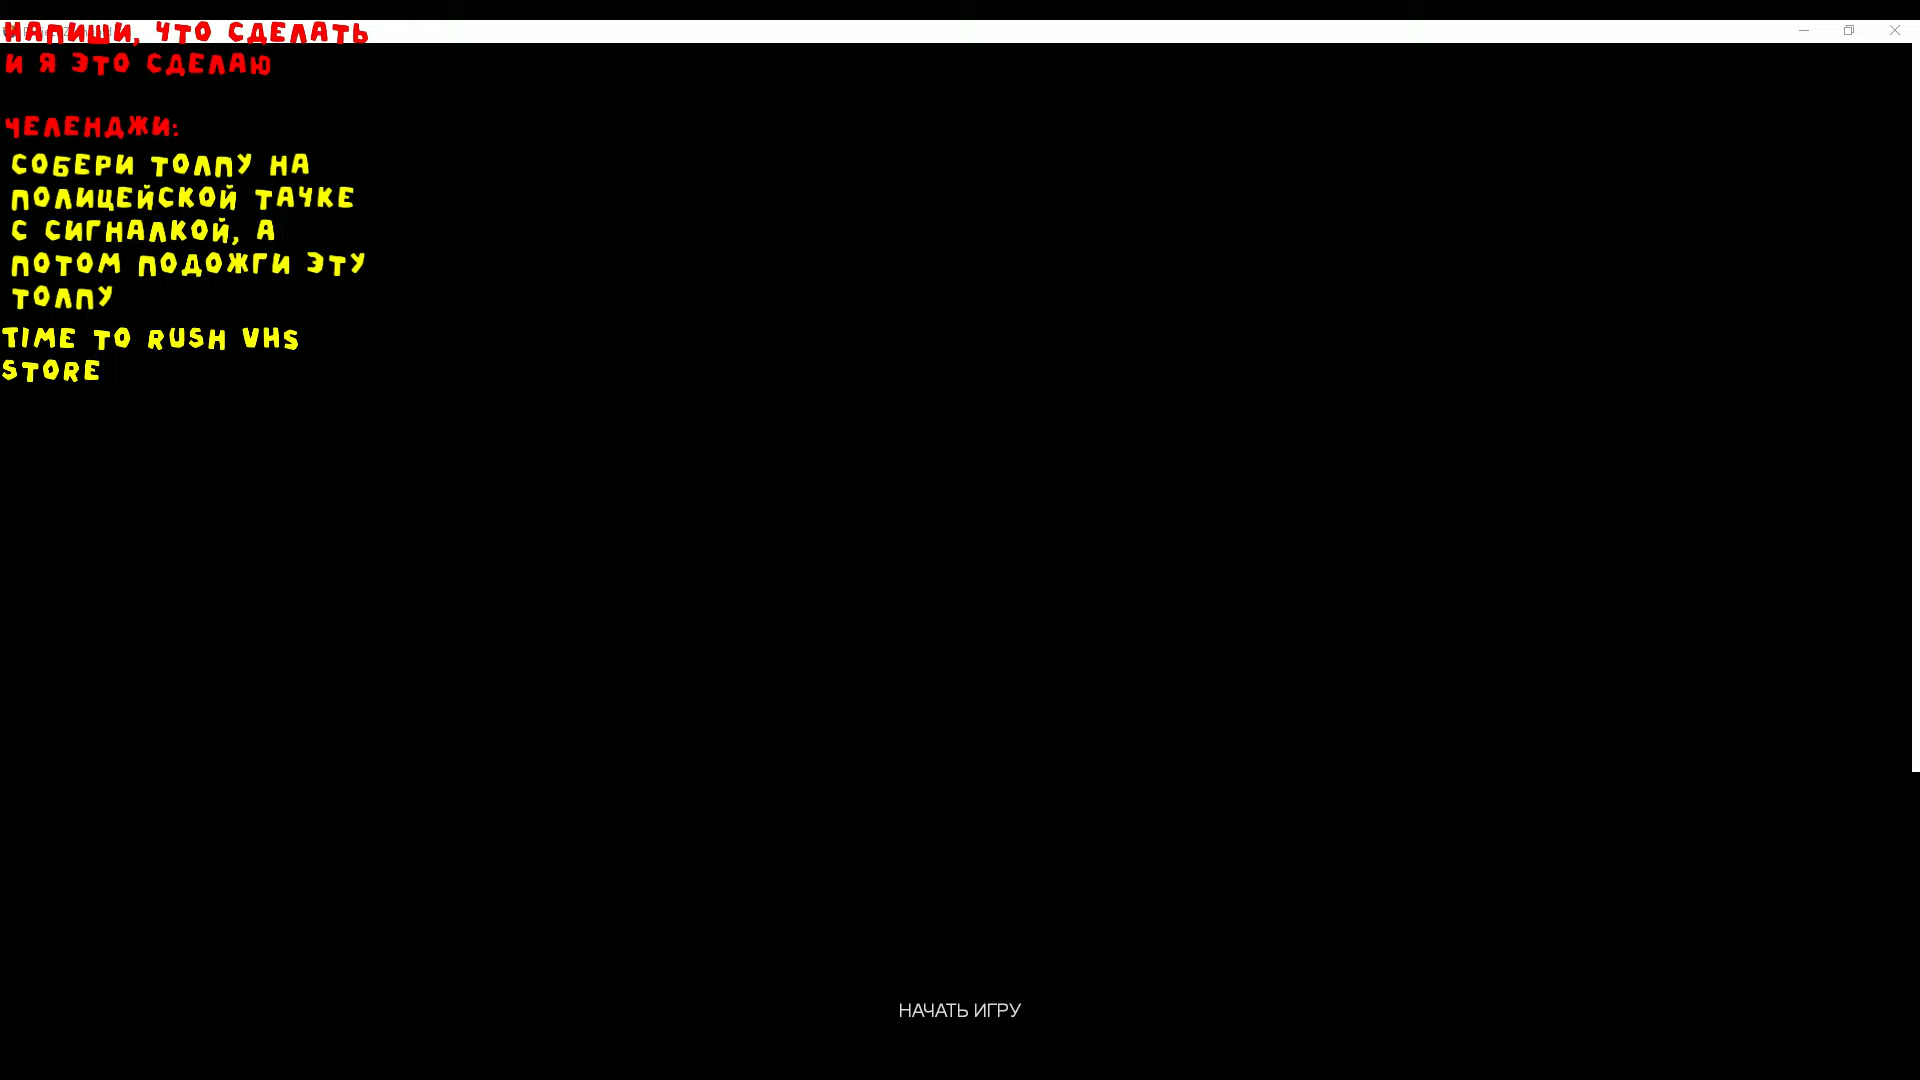 НАПИШИ, ЧТО СДЕЛАТЬ
И Я ЭТО СДЕЛАЮ
ЧЕЛЕНДЖИ:
СОБЕРИ ТОЛПУ НА
ПОЛИЦЕЙСКОЙ ТАЧКЕ
С СИГНАЛКОЙ, А
ПОТОМ ПОДОЖГИ ЭТУ
ТОЛПУ
TIME TO RUSH VHS
STORE
НАЧАТЬ ИГРУ